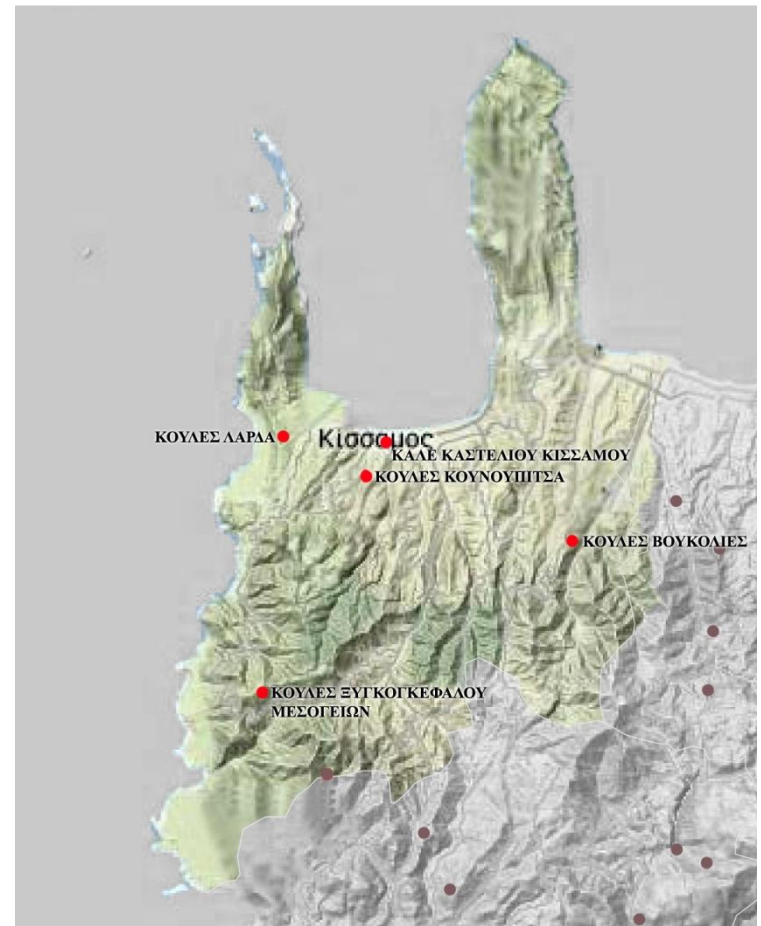 ΚΟΥΛΕΣ ΛΑΡΔΑ
Κίσσαμος
ΚΑΛΕ ΚΑΣΤΕΛΙΟΥ ΚΙΣΣΑΜΟΥ
ΚΟΥΛΕΣ ΚΟΥΝΟΥΠΙΤΣΑ
ΚΟΥΛΕΣ ΒΟΥΚΟΛΙΕΣ
ΚΟΥΛΕΣ ΞΥΓΚΟΓΚΕΦΑΛΟΥ
ΜΕΣΟΓΕΙΩΝ